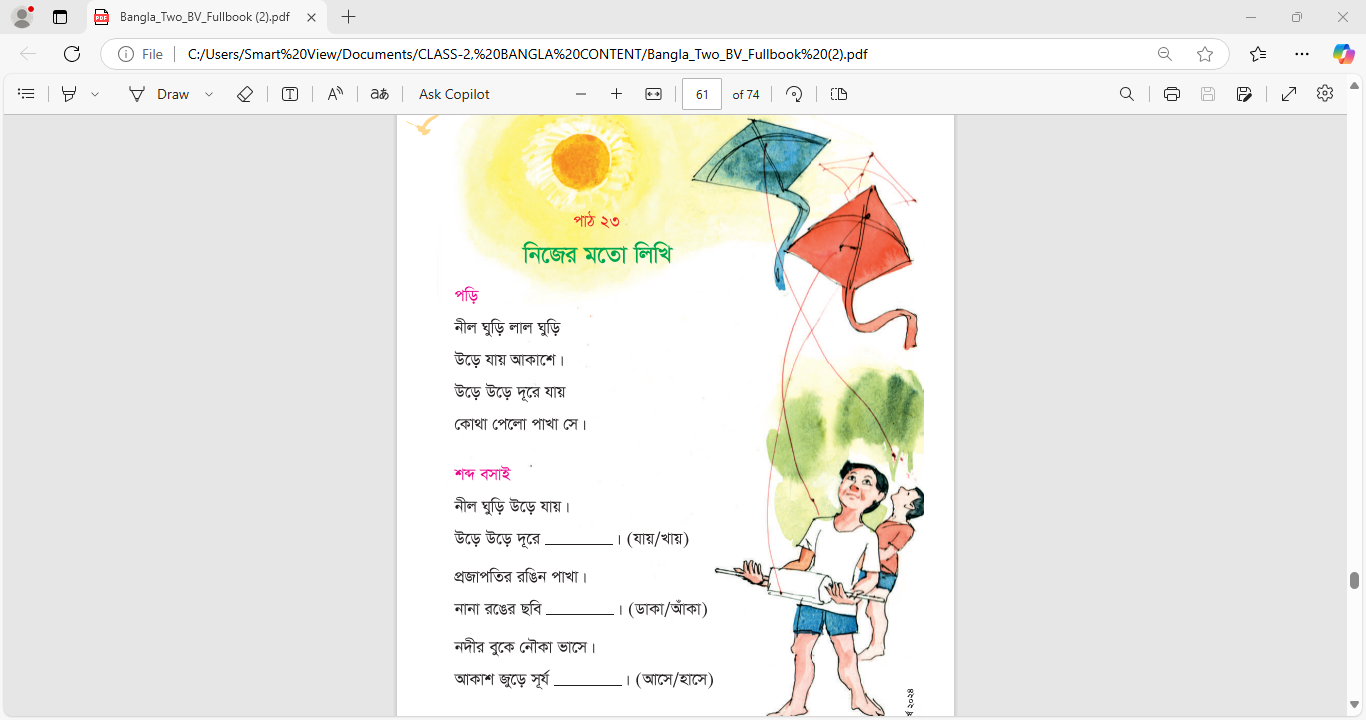 Bangla_Two_BV_Fullbook (2).pdf
File
C:/Users/Smart%20View/Documents/CLASS-2,%20BANGLA%20CONTENT/Bangla_Two_BV_Fullbook%20(2).pdf
Draw
Ask Copilot
61 of 74
পাঠ ২৩
নিজের মতো লিখি
পড়ি
নীল ঘুড়ি লাল ঘুড়ি
উড়ে যায় আকাশে।
উড়ে উড়ে দূরে যায়
কোথা পেলো পাখা সে।
শব্দ বসাই
নীল ঘুড়ি উড়ে যায়।
উড়ে উড়ে দূরে ________। (যায়/খায়)
প্রজাপতির রঙিন পাখা।
নানা রঙের ছবি ________। (ডাকা/আঁকা)
নদীর বুকে নৌকা ভাসে।
আকাশ জুড়ে সূর্য ________। (আসে/হাসে)
২০২৪